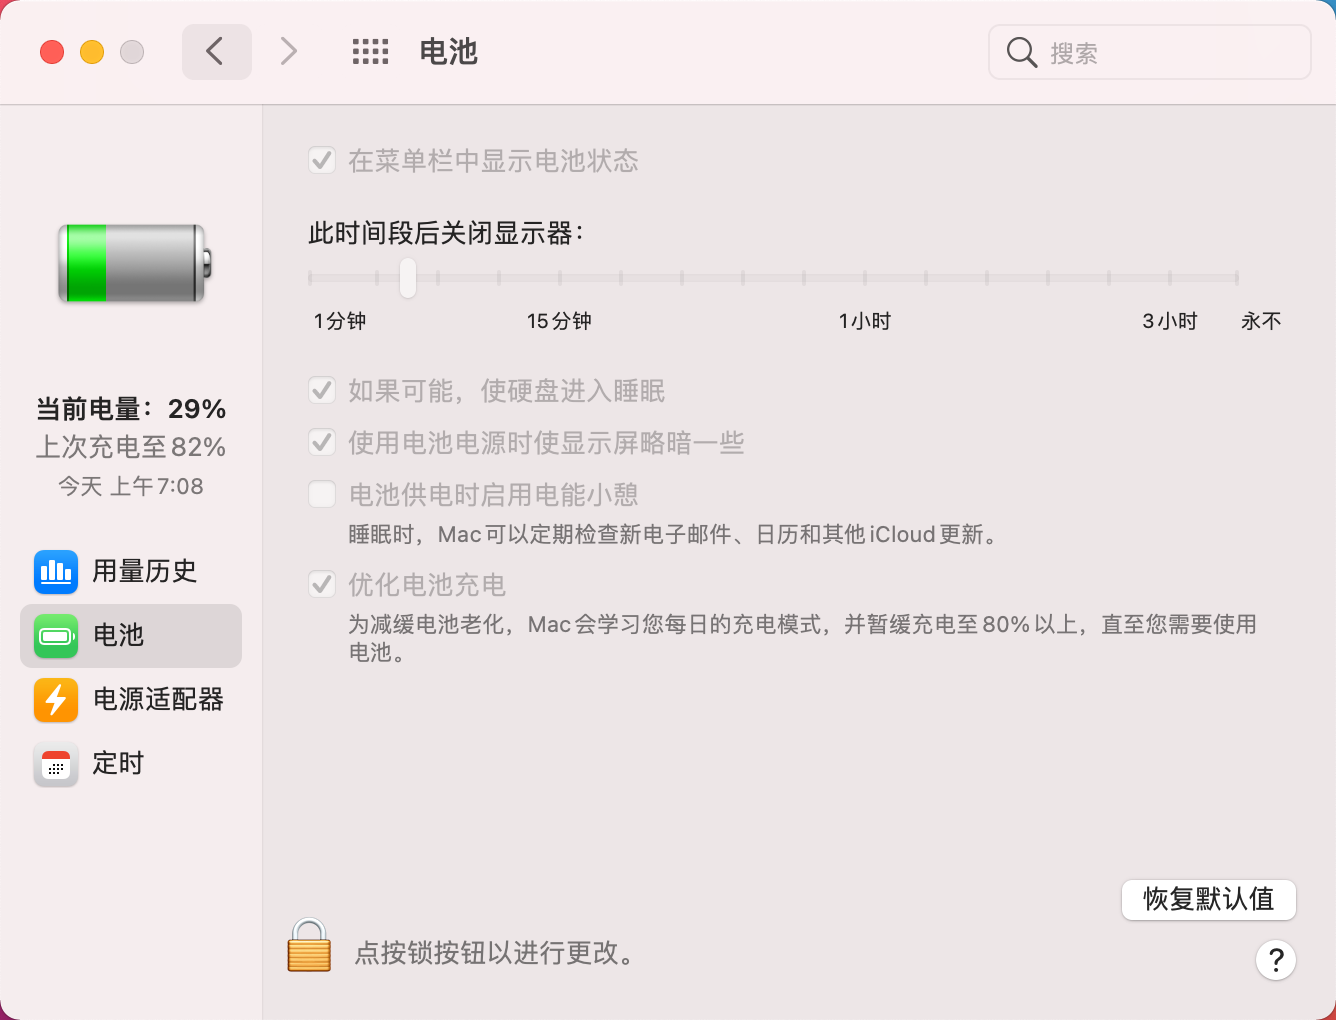 电池
搜索
当前电量：29%
上次充电至82%
今天 上午7:08
用量历史
电池
电源适配器
定时
在菜单栏中显示电池状态
此时间段后关闭显示器：
1分钟 15分钟 1小时 3小时 永不
如果可能，使硬盘进入睡眠
使用电池电源时使显示屏略暗一些
电池供电时启用电能小憩
睡眠时，Mac可以定期检查新电子邮件、日历和其他iCloud更新。
优化电池充电
为减缓电池老化，Mac会学习您每日的充电模式，并暂缓充电至80%以上，直至您需要使用
电池。
恢复默认值
点按锁按钮以进行更改。
?